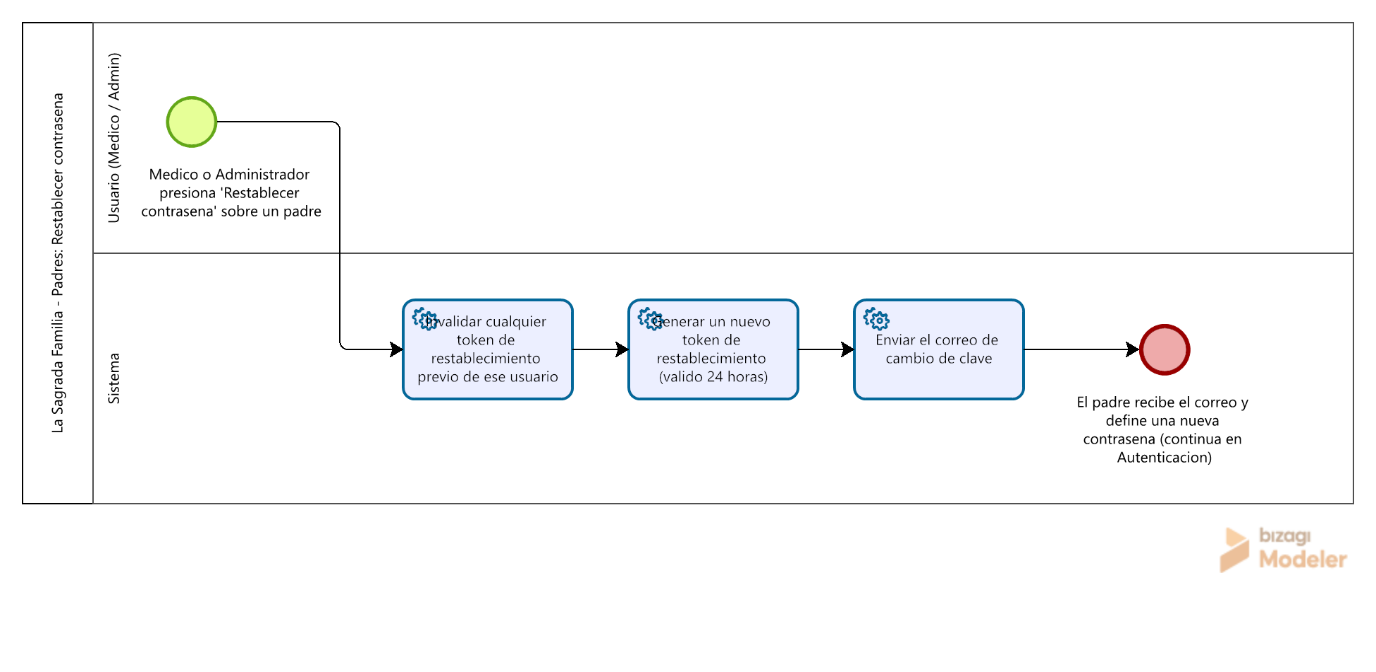 La Sagrada Familia - Padres: Restablecer contrasena
Usuario (Medico / Admin)
Medico o Administrador
presiona 'Restablecer
contrasena' sobre un padre
Sistema
Invalidar cualquier
token de
restablecimiento
previo de ese usuario
Generar un nuevo
token de
restablecimiento
(valido 24 horas)
Enviar el correo de
cambio de clave
El padre recibe el correo y
define una nueva
contrasena (continua en
Autenticacion)
bizagi
Modeler